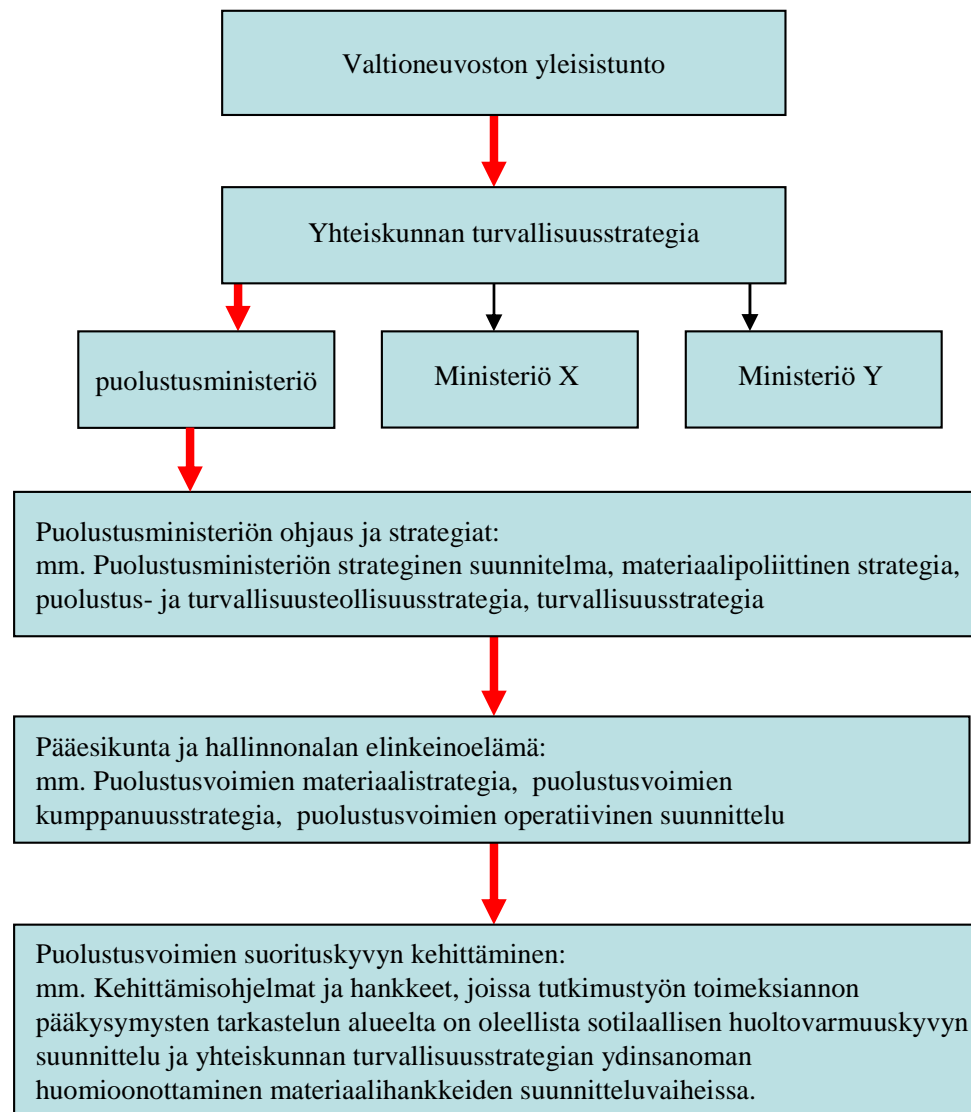 Valtioneuvoston yleisistunto
Yhteiskunnan turvallisuusstrategia
puolustusministeriö
Ministeriö X
Ministeriö Y
Puolustusministeriön ohjaus ja strategiat:
mm. Puolustusministeriön strateginen suunnitelma, materiaalipoliittinen strategia,
puolustus- ja turvallisuusteollisuusstrategia, turvallisuusstrategia
Pääesikunta ja hallinnonalan elinkeinoelämä:
mm. Puolustusvoimien materiaalistrategia, puolustusvoimien
kumppanuusstrategia, puolustusvoimien operatiivinen suunnittelu
Puolustusvoimien suorituskyvyn kehittäminen:
mm. Kehittämisohjelmat ja hankkeet, joissa tutkimustyön toimeksiannon
pääkysymysten tarkastelun alueelta on oleellista sotilaallisen huoltovarmuuskyvyn
suunnittelu ja yhteiskunnan turvallisuusstrategian ydinsanoman
huomioonottaminen materiaalihankkeiden suunnitteluvaiheissa.